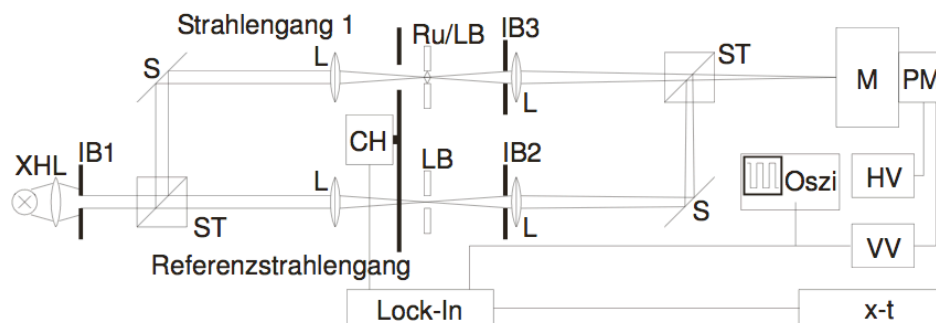 Strahlengang 1
Ru/LB
IB3
ST
S
L
L
M
PM
CH
XHL
IB1
LB
IB2
L
L
Oszi
HV
ST
S
Referenzstrahlengang
VV
Lock-In
x-t